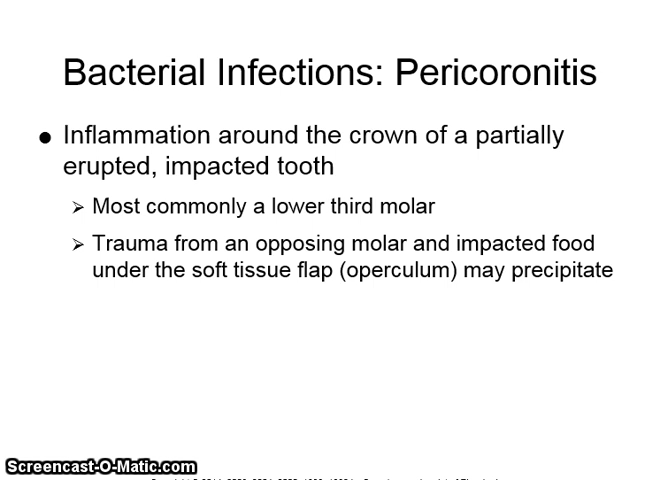 Bacterial Infections: Pericoronitis
● Inflammation around the crown of a partially
erupted, impacted tooth
➢ Most commonly a lower third molar
➢ Trauma from an opposing molar and impacted food
under the soft tissue flap (operculum) may precipitate
Screencast-O-Matic.com